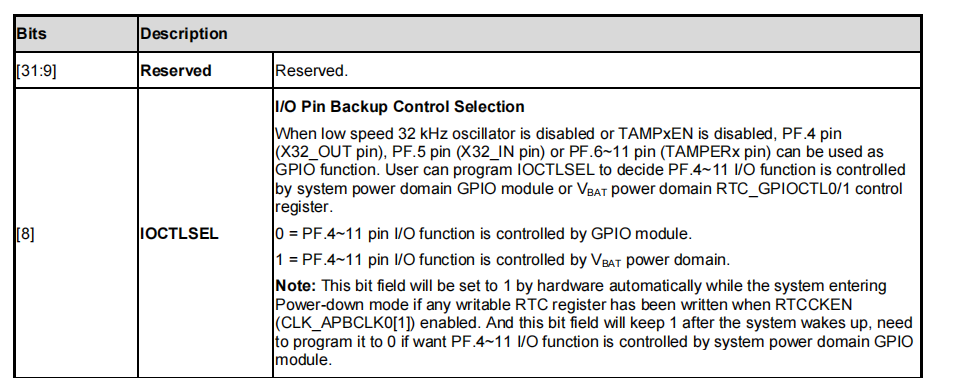 Bits Description
[31:9] Reserved Reserved.
I/O Pin Backup Control Selection
When low speed 32 kHz oscillator is disabled or TAMPxEN is disabled, PF.4 pin
(X32_OUT pin), PF.5 pin (X32_IN pin) or PF.6~11 pin (TAMPERx pin) can be used as
GPIO function. User can program IOCTLSEL to decide PF.4~11 I/O function is controlled
by system power domain GPIO module or VBAT power domain RTC_GPIOCTL0/1 control
register.
[8] IOCTLSEL 0 = PF.4~11 pin I/O function is controlled by GPIO module.
1 = PF.4~11 pin I/O function is controlled by VBAT power domain.
Note: This bit field will be set to 1 by hardware automatically while the system entering
Power-down mode if any writable RTC register has been written when RTCCKEN
(CLK_APBCLK0[1]) enabled. And this bit field will keep 1 after the system wakes up, need
to program it to 0 if want PF.4~11 I/O function is controlled by system power domain GPIO
module.